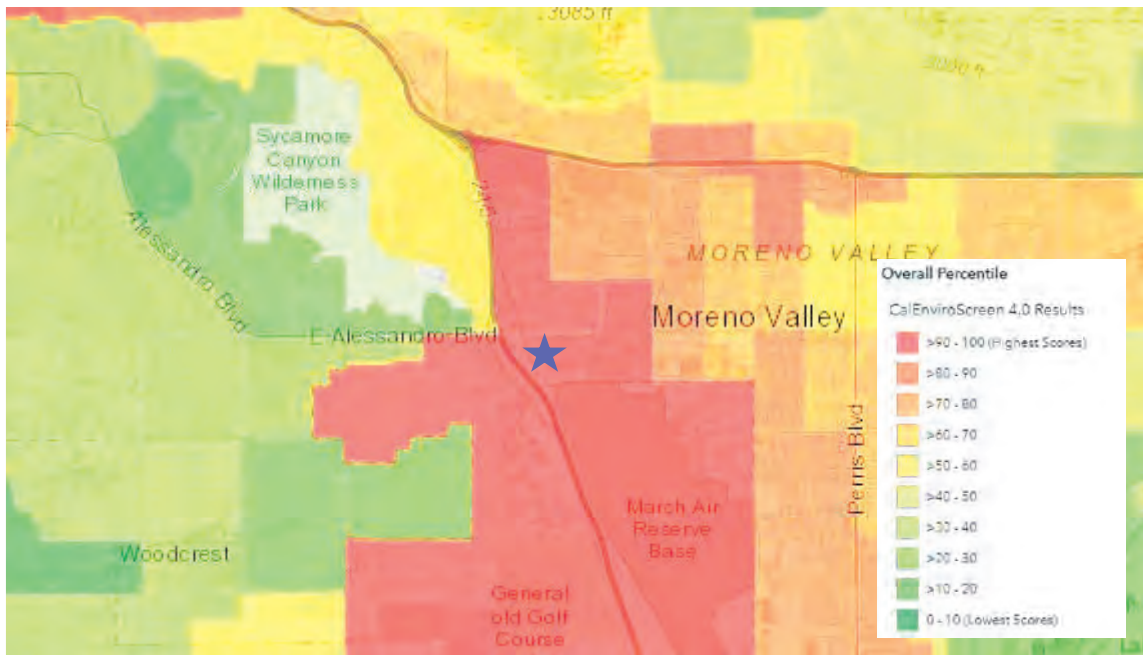 3085 ft
Sycamore
Canyon
Wilderness
Park
Alessandro Blvd
MORENO VALLEY
Moreno Valley
E-Alessandro-Blvd
Perris-Blvd
March Air
Reserve
Base
Woodcrest
General
old Golf
Course
Overall Percentile
CalEnviroScreen 4.0 Results
>90 - 100 (Highest Scores)
>80 - 90
>70 - 80
>60 - 70
>50 - 60
>40 - 50
>30 - 40
>20 - 30
>10 - 20
0 - 10 (Lowest Scores)